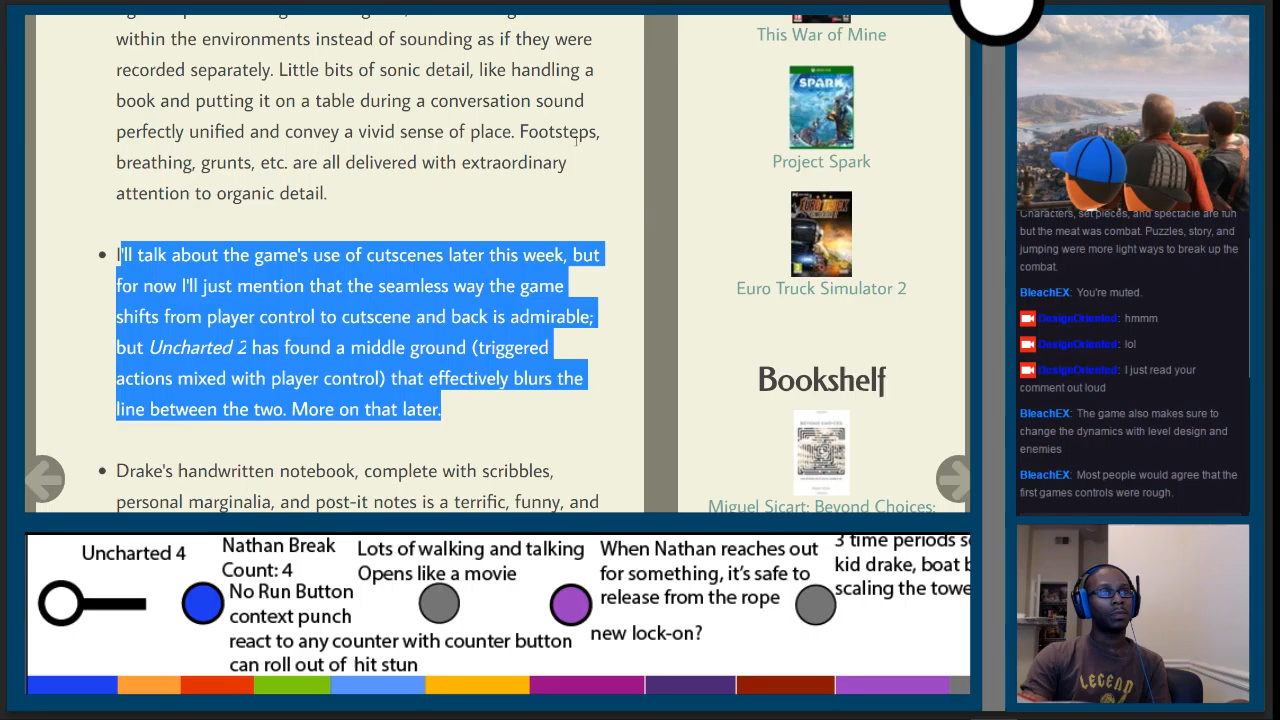 within the environments instead of sounding as if they were
recorded separately. Little bits of sonic detail, like handling a
book and putting it on a table during a conversation sound
perfectly unified and convey a vivid sense of place. Footsteps,
breathing, grunts, etc. are all delivered with extraordinary
attention to organic detail.
I'll talk about the game's use of cutscenes later this week, but
for now I'll just mention that the seamless way the game
shifts from player control to cutscene and back is admirable;
but Uncharted 2 has found a middle ground (triggered
actions mixed with player control) that effectively blurs the
line between the two. More on that later.
Drake's handwritten notebook, complete with scribbles,
personal marginalia, and post-it notes is a terrific, funny, and
This War of Mine
SPARK
Project Spark
Euro Truck Simulator 2
Bookshelf
Miguel Sicart: Beyond Choices:
Characters, set pieces, and spectacle are fun
but the meat was combat. Puzzles, story, and
jumping were more light ways to break up the
combat.
BleachEX: You're muted.
DesignOriented: hmmm
DesignOriented: lol
DesignOriented: I just read your
comment out loud
BleachEX: The game also makes sure to
change the dynamics with level design and
enemies
BleachEX: Most people would agree that the
first games controls were rough.
Uncharted 4
Nathan Break
Count: 4
No Run Button
context punch
react to any counter with counter button
can roll out of hit stun
Lots of walking and talking
Opens like a movie
When Nathan reaches out
for something, it's safe to
release from the rope
new lock-on?
3 time periods
kid drake, boat
scaling the
LEGEND